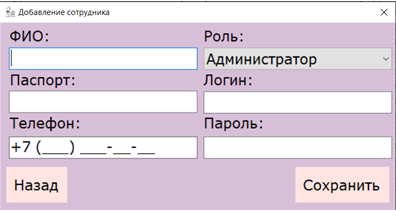 Добавление сотрудника
ФИО: Роль:
Администратор
Паспорт: Логин:
Телефон: Пароль:
+7 (___) ___-__-__
Назад Сохранить